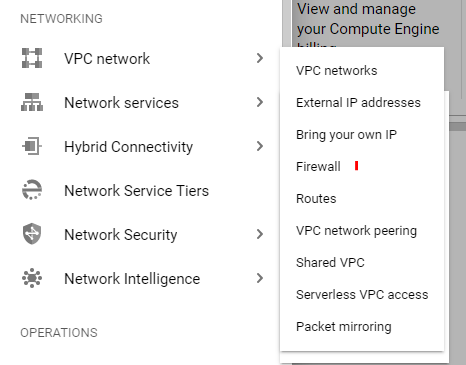 NETWORKING
VPC network
Network services
Hybrid Connectivity
Network Service Tiers
Network Security
Network Intelligence
OPERATIONS
View and manage
your Compute Engine
billing
VPC networks
External IP addresses
Bring your own IP
Firewall
Routes
VPC network peering
Shared VPC
Serverless VPC access
Packet mirroring